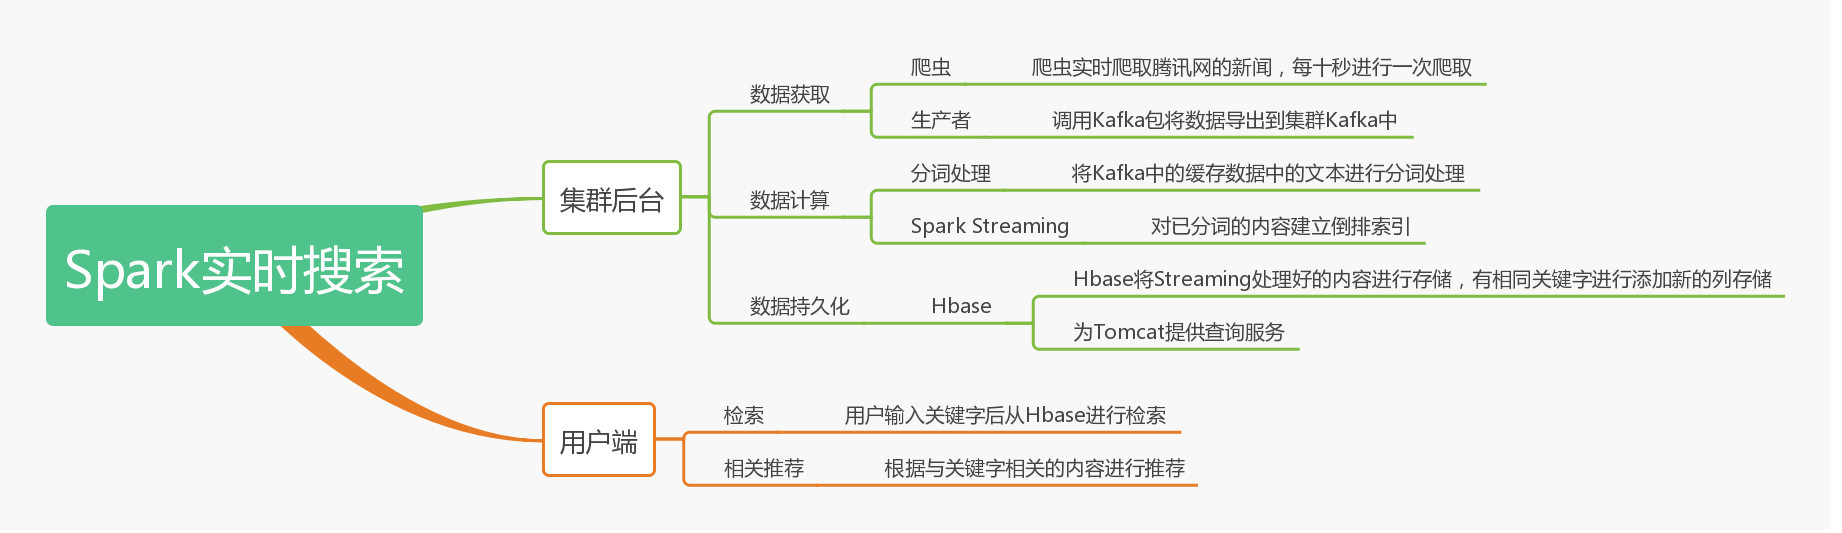 Spark实时搜索
集群后台
数据获取
爬虫
爬虫实时爬取腾讯网的新闻，每十秒进行一次爬取
生产者
调用Kafka包将数据导出到集群Kafka中
数据计算
分词处理
将Kafka中的缓存数据中的文本进行分词处理
Spark Streaming
对已分词的内容建立倒排索引
数据持久化
Hbase
Hbase将Streaming处理好的内容进行存储，有相同关键字进行添加新的列存储
为Tomcat提供查询服务
用户端
检索
用户输入关键字后从Hbase进行检索
相关推荐
根据与关键字相关的内容进行推荐